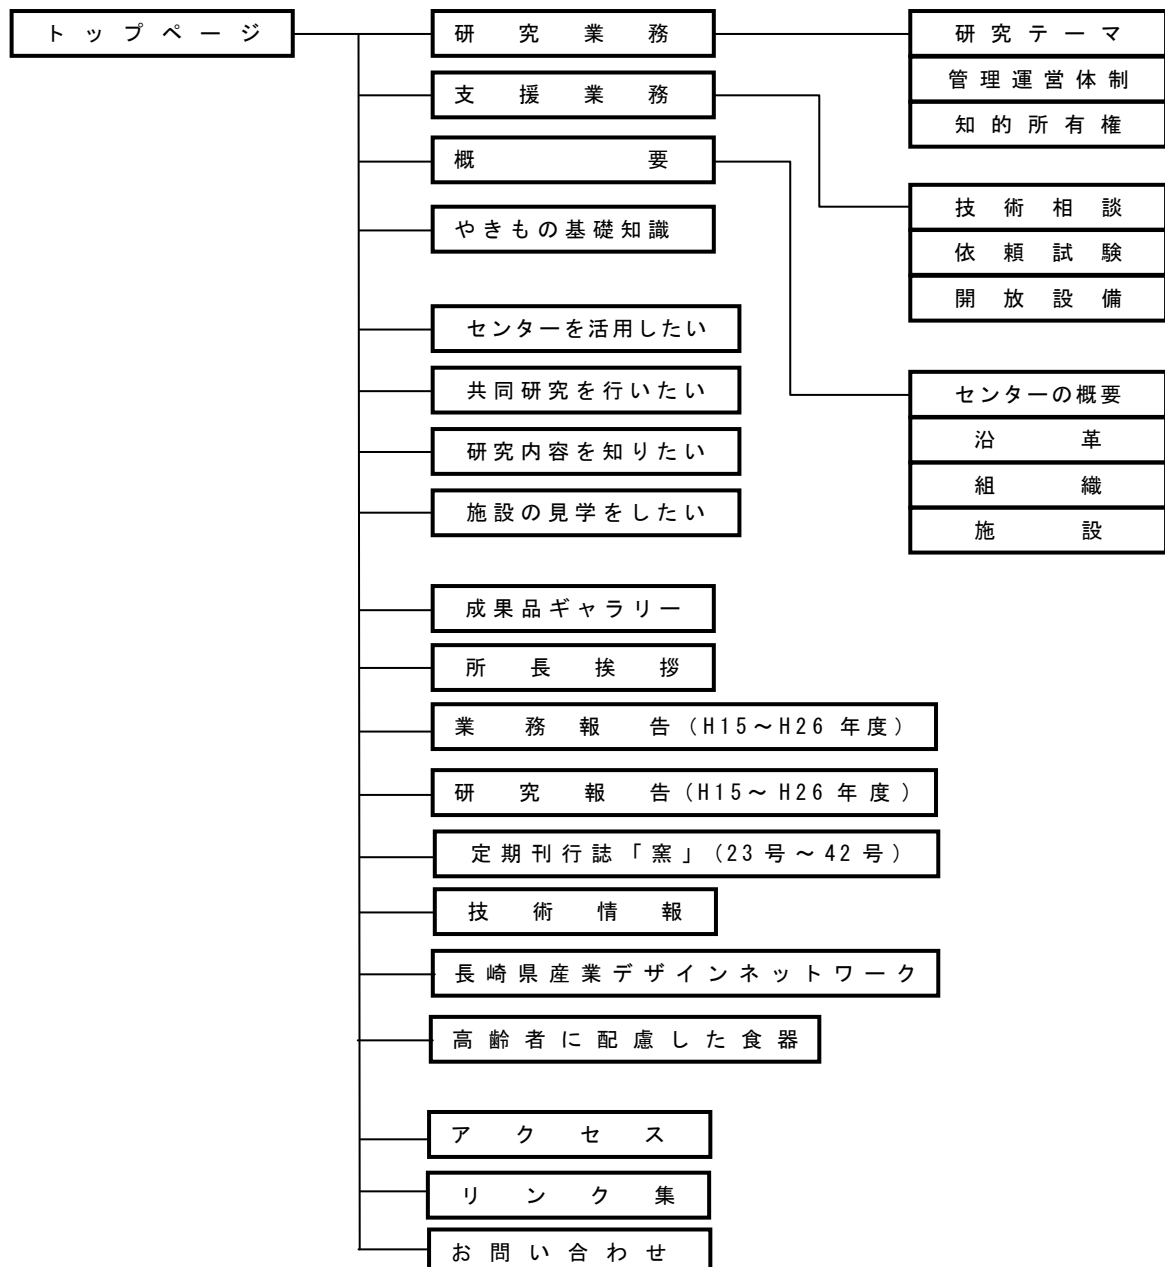 トップページ
研究業務
支援業務
概要
やきもの基礎知識
センターを活用したい
共同研究を行いたい
研究内容を知りたい
施設の見学をしたい
成果品ギャラリー
所長挨拶
業務報告(H15～H26年度)
研究報告(H15～H26年度)
定期刊行誌「窯」(23号～42号)
技術情報
長崎県産業デザインネットワーク
高齢者に配慮した食器
アクセス
リンク集
お問い合わせ
研究テーマ
管理運営体制
知的所有権
技術相談
依頼試験
開放設備
センターの概要
沿革
組織
施設